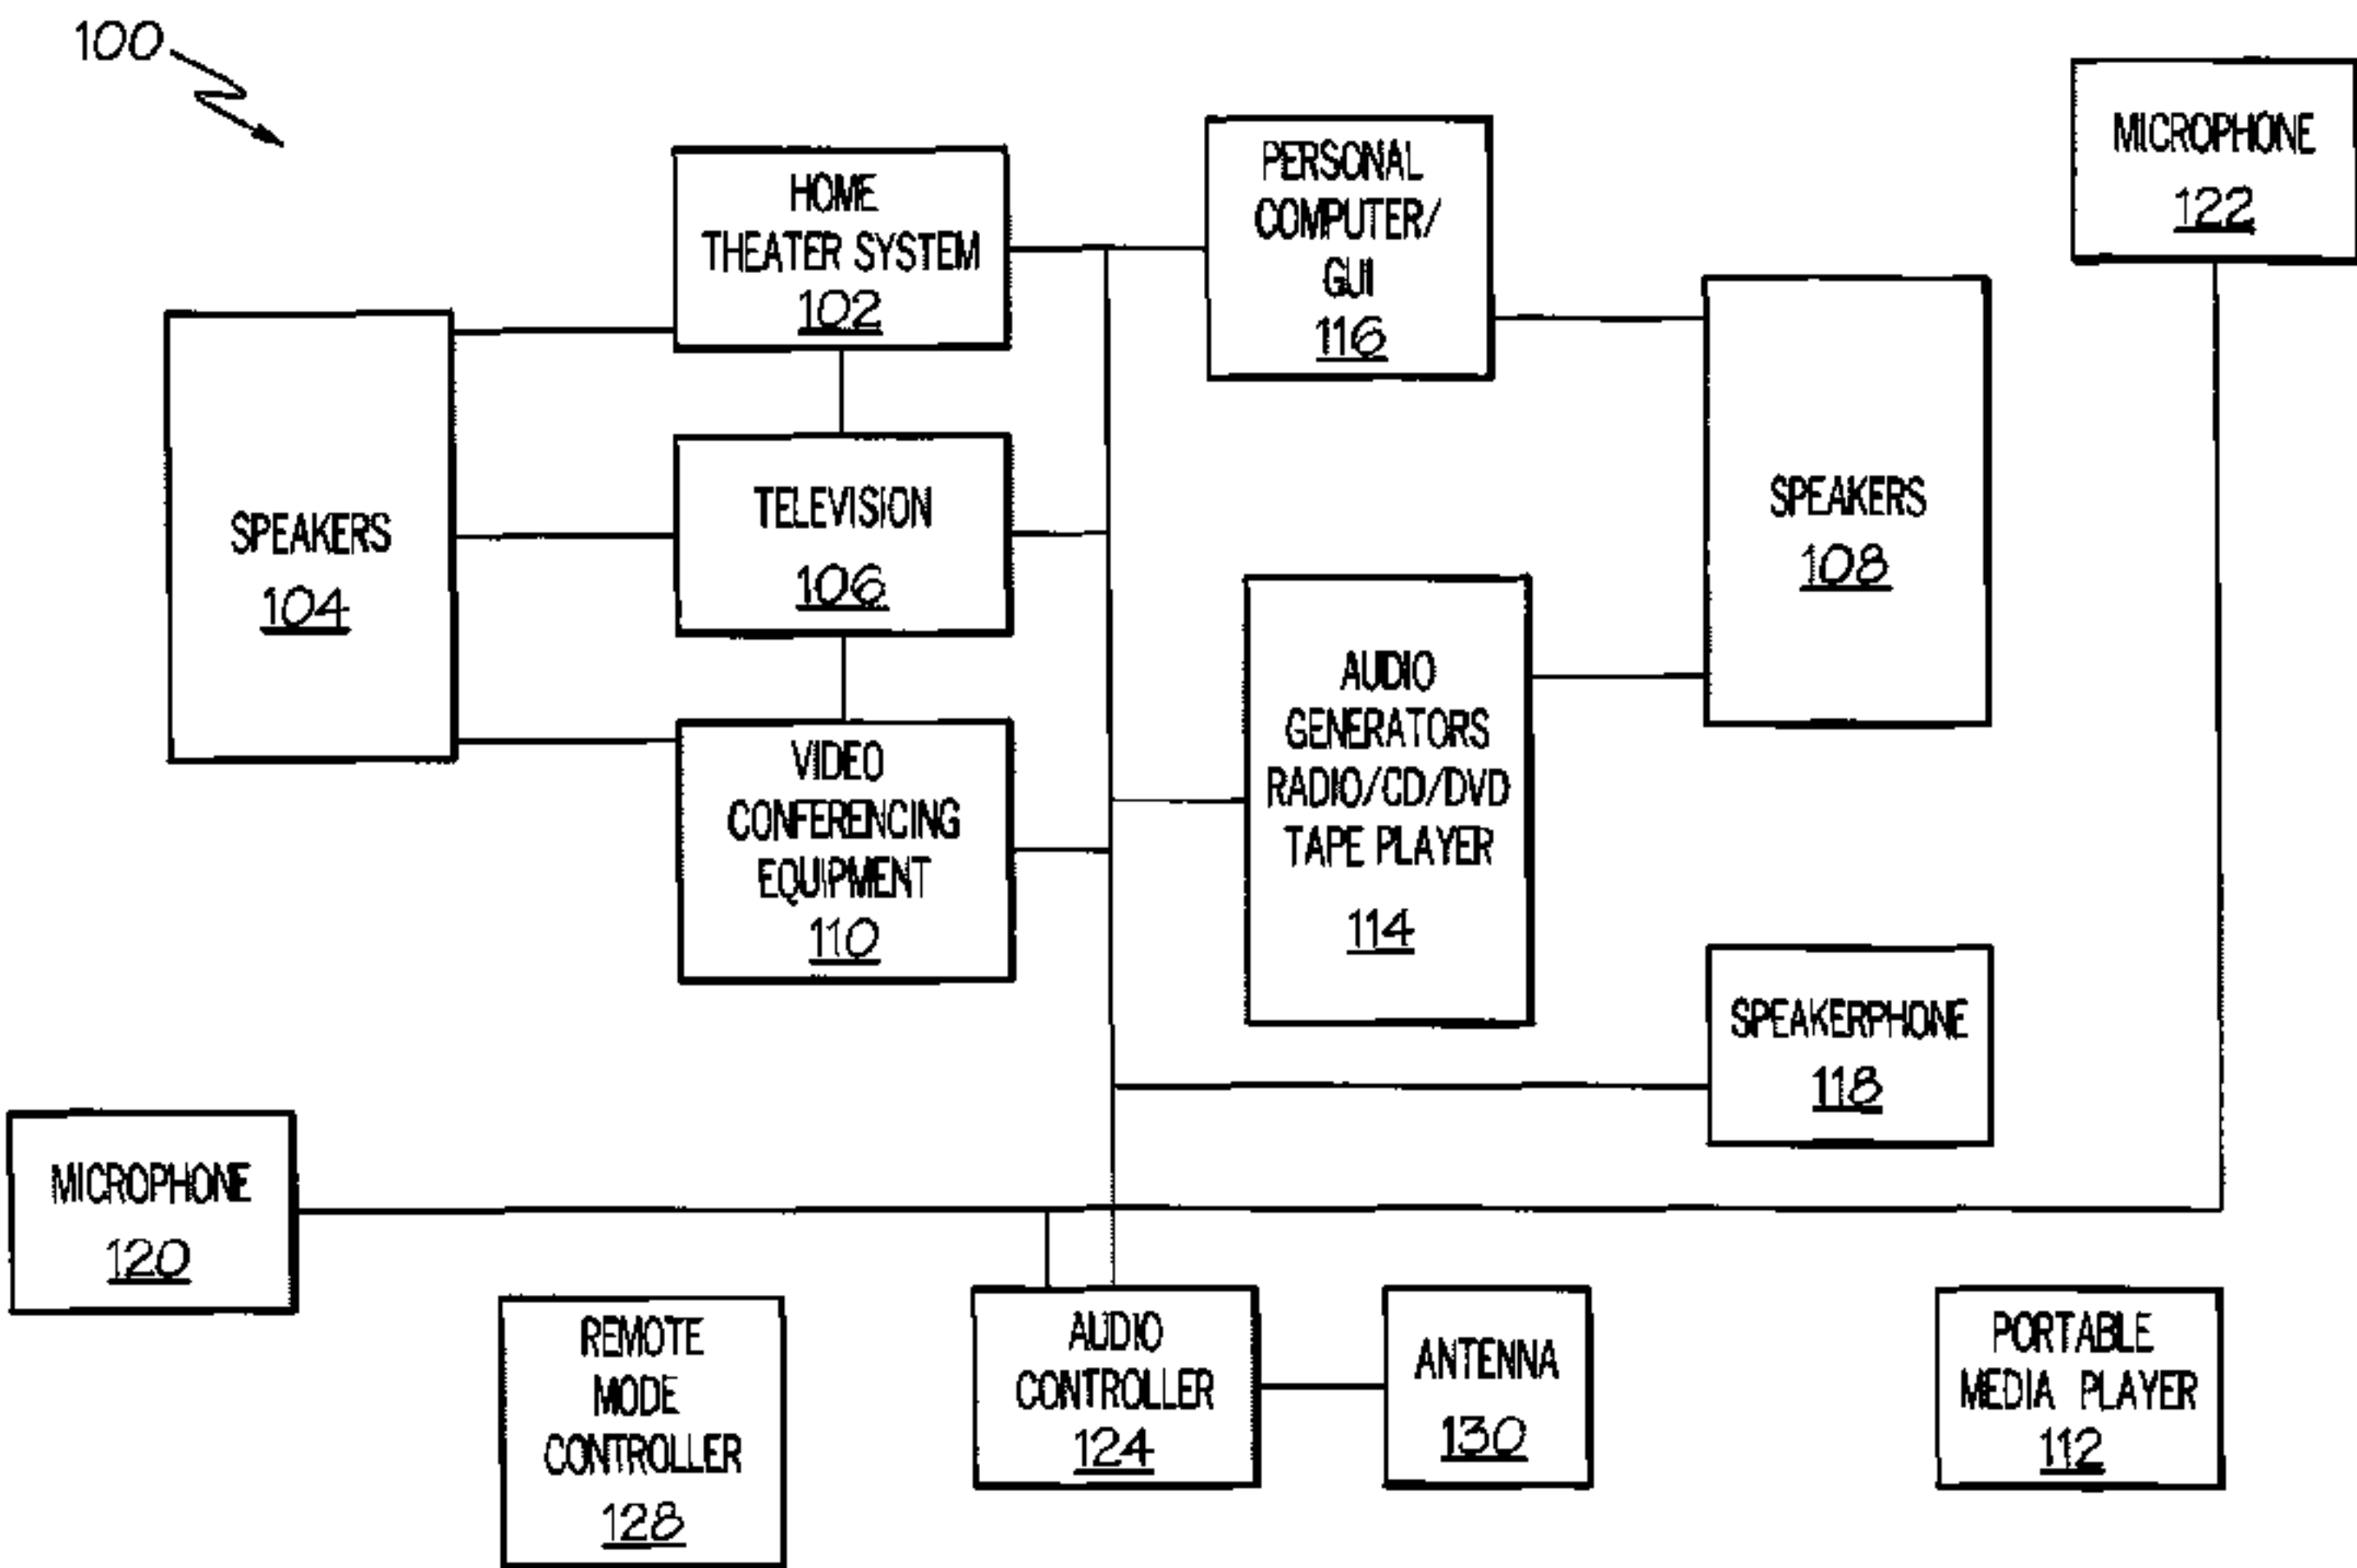 100
HOME
THEATER SYSTEM
102
PERSONAL
COMPUTER/
GUI
116
MICROPHONE
122
SPEAKERS
104
TELEVISION
106
SPEAKERS
108
VIDEO
CONFERENCING
EQUIPMENT
110
AUDIO
GENERATORS
RADIO/CD/DVD
TAPE PLAYER
114
SPEAKERPHONE
118
MICROPHONE
120
REMOTE
MODE
CONTROLLER
128
AUDIO
CONTROLLER
124
ANTENNA
130
PORTABLE
MEDIA PLAYER
112